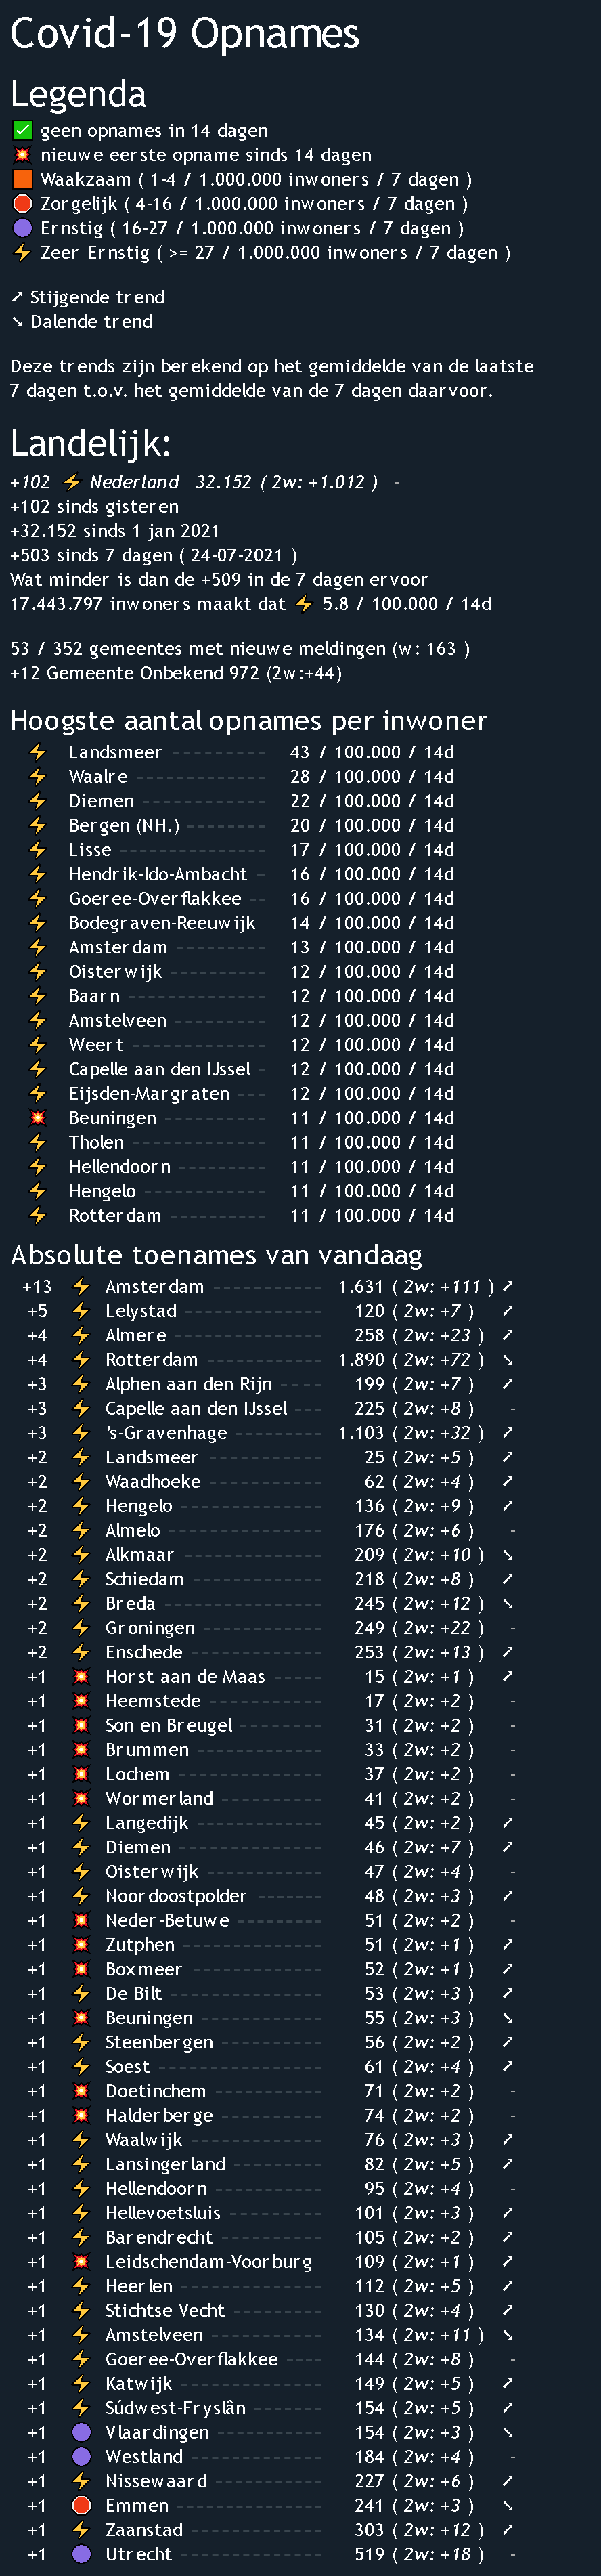 Covid-19 Opnames
Legenda
✅ geen opnames in 14 dagen
💥 nieuwe eerste opname sinds 14 dagen
🟧 Waakzaam ( 1-4 / 1.000.000 inwoners / 7 dagen )
🛑 Zorgelijk ( 4-16 / 1.000.000 inwoners / 7 dagen )
🟣 Ernstig ( 16-27 / 1.000.000 inwoners / 7 dagen )
⚡ Zeer Ernstig ( >= 27 / 1.000.000 inwoners / 7 dagen )
➚ Stijgende trend
➘ Dalende trend
Deze trends zijn berekend op het gemiddelde van de laatste
7 dagen t.o.v. het gemiddelde van de 7 dagen daarvoor.
Landelijk:
+102 ⚡ Nederland 32.152 ( 2w: +1.012 ) -
+102 sinds gisteren
+32.152 sinds 1 jan 2021
+503 sinds 7 dagen ( 24-07-2021 )
Wat minder is dan de +509 in de 7 dagen ervoor
17.443.797 inwoners maakt dat ⚡ 5.8 / 100.000 / 14d
53 / 352 gemeentes met nieuwe meldingen (w: 163 )
+12 Gemeente Onbekend 972 (2w:+44)
Hoogste aantal opnames per inwoner
⚡ Landsmeer ---------- 43 / 100.000 / 14d
⚡ Waalre -------------- 28 / 100.000 / 14d
⚡ Diemen ------------- 22 / 100.000 / 14d
⚡ Bergen (NH.) -------- 20 / 100.000 / 14d
⚡ Lisse ---------------- 17 / 100.000 / 14d
⚡ Hendrik-Ido-Ambacht - 16 / 100.000 / 14d
⚡ Goeree-Overflakkee -- 16 / 100.000 / 14d
⚡ Bodegraven-Reeuwijk 14 / 100.000 / 14d
⚡ Amsterdam ---------- 13 / 100.000 / 14d
⚡ Oisterwijk ----------- 12 / 100.000 / 14d
⚡ Baarn --------------- 12 / 100.000 / 14d
⚡ Amstelveen ---------- 12 / 100.000 / 14d
⚡ Weert --------------- 12 / 100.000 / 14d
⚡ Capelle aan den IJssel - 12 / 100.000 / 14d
⚡ Eijsden-Margraten ---- 12 / 100.000 / 14d
💥 Beuningen ----------- 11 / 100.000 / 14d
⚡ Tholen -------------- 11 / 100.000 / 14d
⚡ Hellendoorn --------- 11 / 100.000 / 14d
⚡ Hengelo ------------- 11 / 100.000 / 14d
⚡ Rotterdam ----------- 11 / 100.000 / 14d
Absolute toenames van vandaag
+13 ⚡ Amsterdam ------------ 1.631 ( 2w: +111 ) ➚
+5 ⚡ Lelystad --------------- 120 ( 2w: +7 ) ➚
+4 ⚡ Almere ---------------- 258 ( 2w: +23 ) ➚
+4 ⚡ Rotterdam ------------- 1.890 ( 2w: +72 ) ➘
+3 ⚡ Alphen aan den Rijn ---- 199 ( 2w: +7 ) ➚
+3 ⚡ Capelle aan den IJssel --- 225 ( 2w: +8 ) -
+3 ⚡ 's-Gravenhage ---------- 1.103 ( 2w: +32 ) ➚
+2 ⚡ Landsmeer ------------- 25 ( 2w: +5 ) ➚
+2 ⚡ Waadhoeke ------------ 62 ( 2w: +4 ) ➚
+2 ⚡ Hengelo --------------- 136 ( 2w: +9 ) ➚
+2 ⚡ Almelo ---------------- 176 ( 2w: +6 ) -
+2 ⚡ Alkmaar --------------- 209 ( 2w: +10 ) ➘
+2 ⚡ Schiedam -------------- 218 ( 2w: +8 ) ➚
+2 ⚡ Breda ----------------- 245 ( 2w: +12 ) ➘
+2 ⚡ Groningen ------------- 249 ( 2w: +22 ) -
+2 ⚡ Enschede -------------- 253 ( 2w: +13 ) ➚
+1 💥 Horst aan de Maas ------ 15 ( 2w: +1 ) ➚
+1 💥 Heemstede ------------ 17 ( 2w: +2 ) -
+1 💥 Son en Breugel --------- 31 ( 2w: +2 ) -
+1 💥 Brummen -------------- 33 ( 2w: +2 ) -
+1 💥 Lochem --------------- 37 ( 2w: +2 ) -
+1 💥 Wormerland ----------- 41 ( 2w: +2 ) -
+1 ⚡ Langedijk -------------- 45 ( 2w: +2 ) ➚
+1 ⚡ Diemen ---------------- 46 ( 2w: +7 ) ➚
+1 ⚡ Oisterwijk ------------- 47 ( 2w: +4 ) -
+1 ⚡ Noordoostpolder ------- 48 ( 2w: +3 ) ➚
+1 💥 Neder-Betuwe --------- 51 ( 2w: +2 ) -
+1 💥 Zutphen --------------- 51 ( 2w: +1 ) ➚
+1 💥 Boxmeer -------------- 52 ( 2w: +1 ) ➚
+1 ⚡ De Bilt ---------------- 53 ( 2w: +3 ) ➚
+1 💥 Beuningen ------------- 55 ( 2w: +3 ) ➘
+1 ⚡ Steenbergen ----------- 56 ( 2w: +2 ) ➚
+1 ⚡ Soest ----------------- 61 ( 2w: +4 ) ➚
+1 💥 Doetinchem ------------ 71 ( 2w: +2 ) -
+1 💥 Halderberge ----------- 74 ( 2w: +2 ) -
+1 ⚡ Waalwijk -------------- 76 ( 2w: +3 ) ➚
+1 ⚡ Lansingerland ---------- 82 ( 2w: +5 ) ➚
+1 ⚡ Hellendoorn ----------- 95 ( 2w: +4 ) -
+1 ⚡ Hellevoetsluis ---------- 101 ( 2w: +3 ) ➚
+1 ⚡ Barendrecht ----------- 105 ( 2w: +2 ) ➚
+1 💥 Leidschendam-Voorburg 109 ( 2w: +1 ) ➚
+1 ⚡ Heerlen --------------- 112 ( 2w: +5 ) ➚
+1 ⚡ Stichtse Vecht ---------- 130 ( 2w: +4 ) ➚
+1 ⚡ Amstelveen ------------ 134 ( 2w: +11 ) ➘
+1 ⚡ Goeree-Overflakkee ---- 144 ( 2w: +8 ) -
+1 ⚡ Katwijk ---------------- 149 ( 2w: +5 ) ➚
+1 ⚡ Súdwest-Fryslân -------- 154 ( 2w: +5 ) ➚
+1 🟣 Vlaardingen ------------ 154 ( 2w: +3 ) ➘
+1 🟣 Westland -------------- 184 ( 2w: +4 ) -
+1 ⚡ Nissewaard ------------ 227 ( 2w: +6 ) ➚
+1 🛑 Emmen ---------------- 241 ( 2w: +3 ) ➘
+1 ⚡ Zaanstad -------------- 303 ( 2w: +12 ) ➚
+1 🟣 Utrecht --------------- 519 ( 2w: +18 ) -